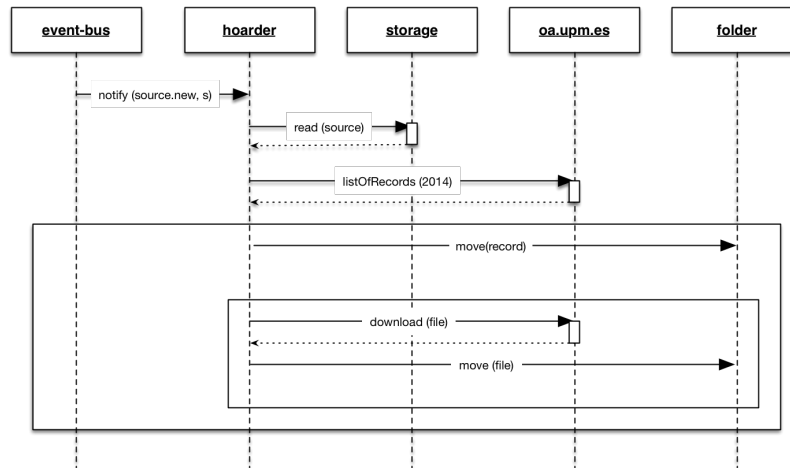 event-bus
hoarder
storage
oa.upm.es
folder
notify (source.new, s)
read (source)
listOfRecords (2014)
move(record)
download (file)
move (file)